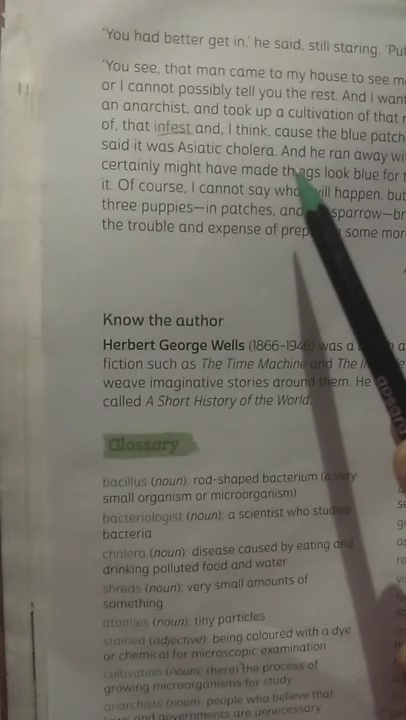 'You had better get in,' he said, still staring. 'Put
'You see, that man came to my house to see m
or I cannot possibly tell you the rest. And I want
an anarchist, and took up a cultivation of that
of, that infest and, I think, cause the blue patch
said it was Asiatic cholera. And he ran away wi
certainly might have made things look blue for
it. Of course, I cannot say what will happen, but
three puppies—in patches, and sparrow—br
the trouble and expense of prep some mor
Know the author
Herbert George Wells (1866–1946) was a
fiction such as The Time Machine and The
weave imaginative stories around them. He
called A Short History of the World.
Glossary
bacillus (noun): rod-shaped bacterium (a very
small organism or microorganism)
bacteriologist (noun): a scientist who studies
bacteria
cholera (noun): disease caused by eating and
drinking polluted food and water
shreds (noun): very small amounts of
something
atomies (noun): tiny particles
stained (adjective): being coloured with a dye
or chemical for microscopic examination
cultivation (noun): (here) the process of
growing microorganisms for study
anarchists (noun): people who believe that
and governments are unnecessary
apsara